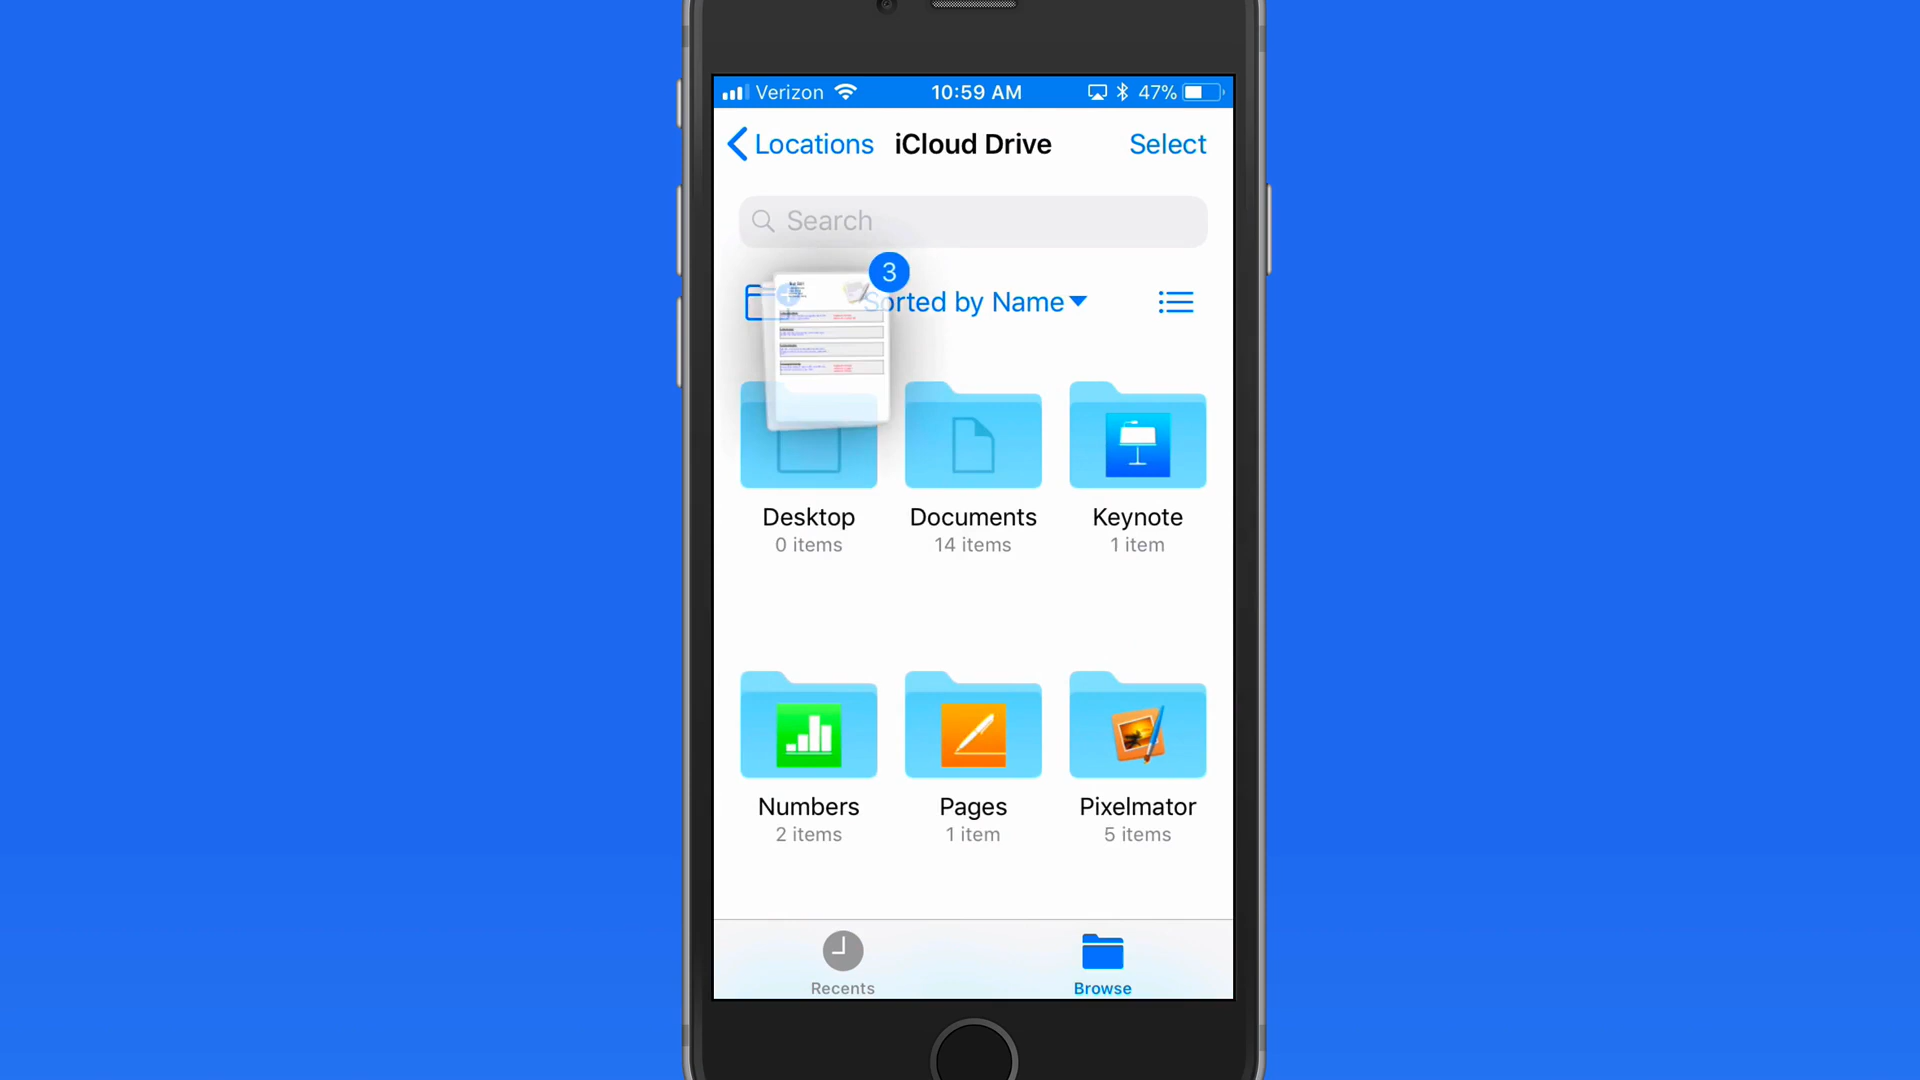 Verizon 10:59 AM 47%
Locations iCloud Drive Select
Search
3
Sorted by Name
Desktop Documents Keynote
0 items 14 items 1 item
Numbers Pages Pixelmator
2 items 1 item 5 items
Recents Browse